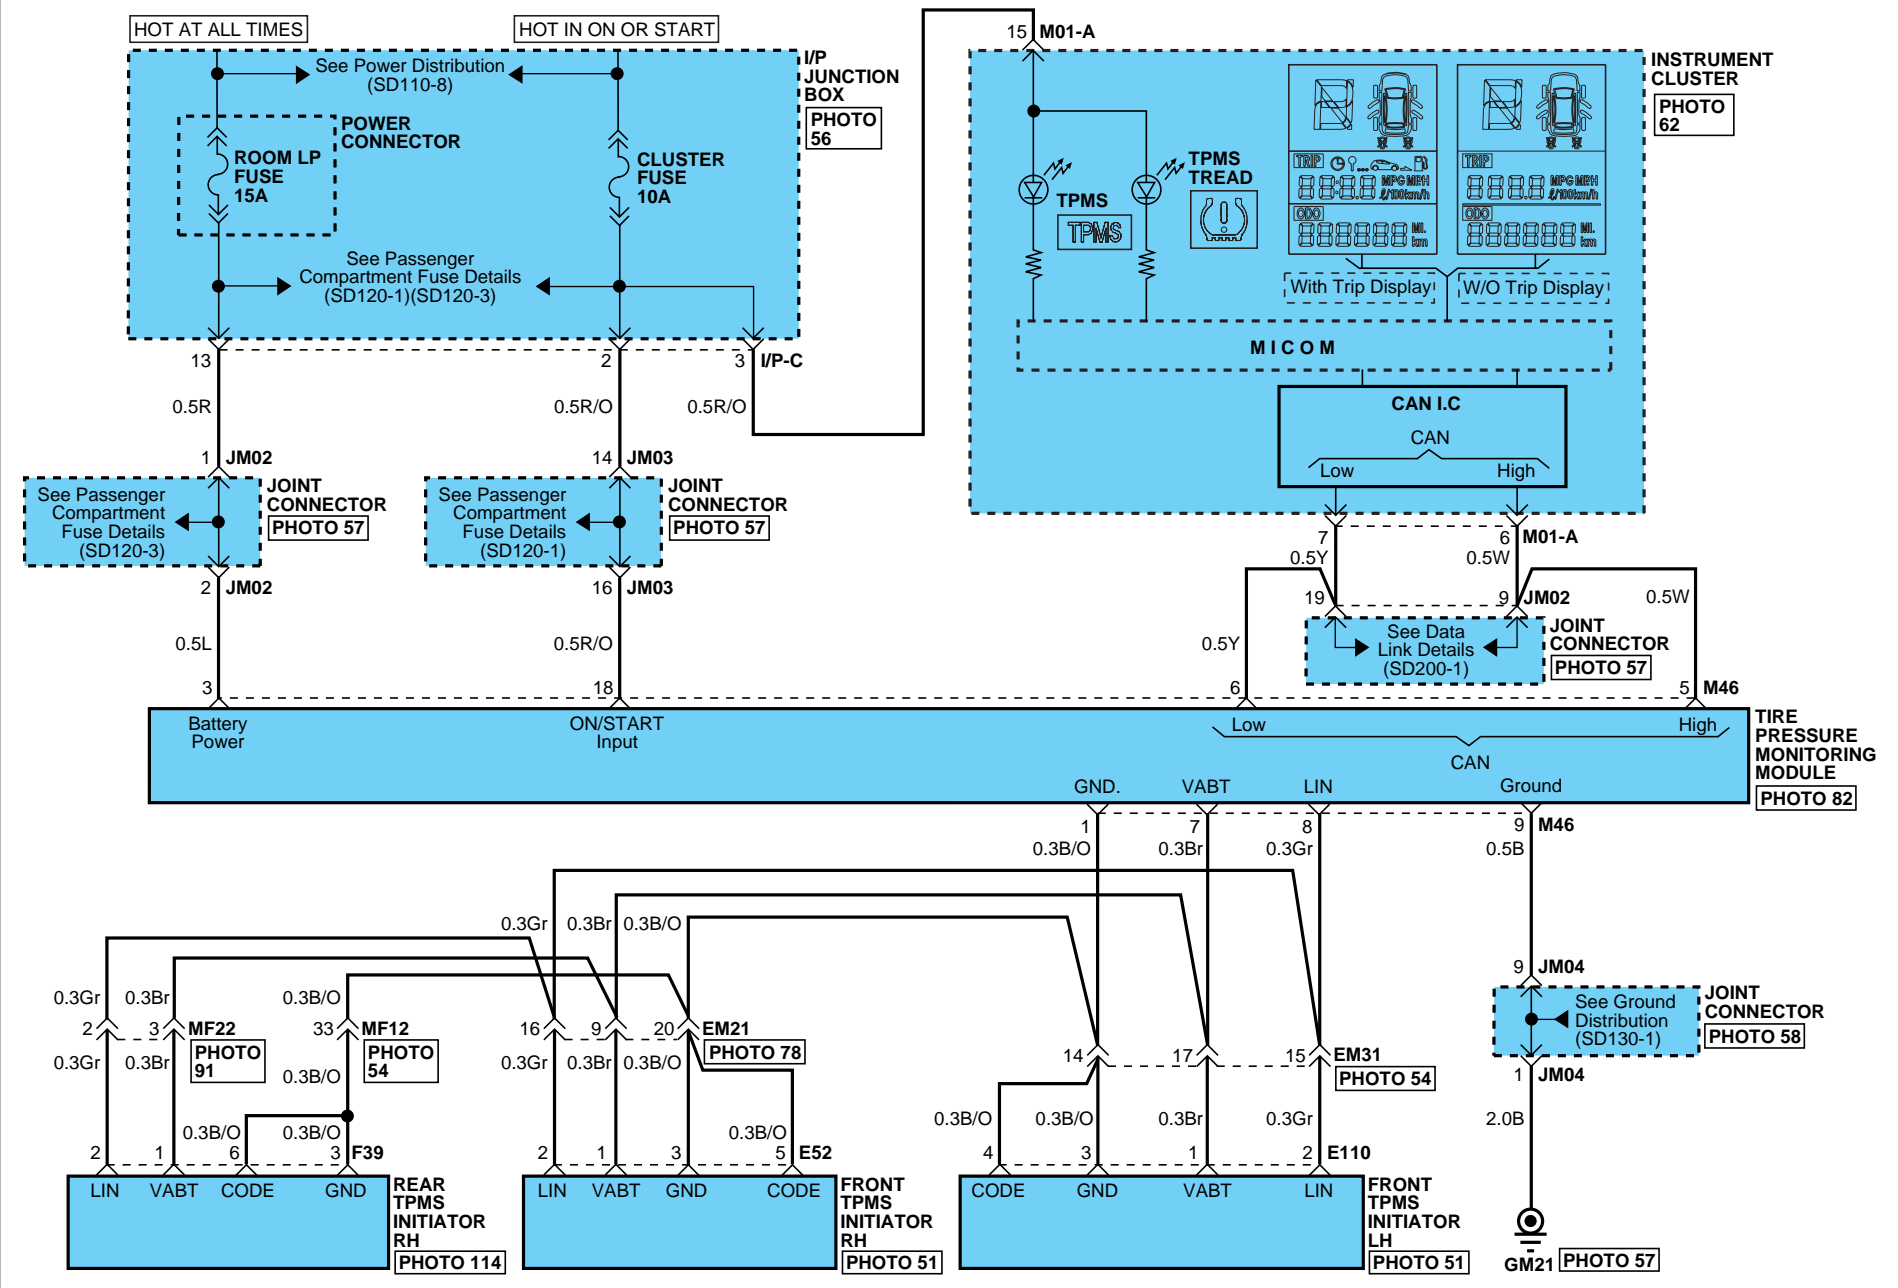 HOT AT ALL TIMES
HOT IN ON OR START
15
M01-A
I/P
JUNCTION
BOX
PHOTO
56
See Power Distribution
(SD110-8)
POWER
CONNECTOR
ROOM LP
FUSE
15A
CLUSTER
FUSE
10A
See Passenger
Compartment Fuse Details
(SD120-1)(SD120-3)
INSTRUMENT
CLUSTER
PHOTO
62
TPMS
TPMS
TPMS
TREAD
TRIP
MPG MPH
ℓ/100km/h
ODO
MI.
km
TRIP
MPG MPH
ℓ/100km/h
ODO
MI.
km
With Trip Display
W/O Trip Display
MICOM
CAN I.C
CAN
Low
High
13
2
3
I/P-C
0.5R
0.5R/O
0.5R/O
1
JM02
14
JM03
See Passenger
Compartment
Fuse Details
(SD120-3)
JOINT
CONNECTOR
PHOTO 57
See Passenger
Compartment
Fuse Details
(SD120-1)
JOINT
CONNECTOR
PHOTO 57
2
JM02
16
JM03
7
6
M01-A
0.5Y
0.5W
19
9
JM02
0.5W
See Data
Link Details
(SD200-1)
JOINT
CONNECTOR
PHOTO 57
0.5L
0.5R/O
0.5Y
3
18
6
5
M46
Battery
Power
ON/START
Input
Low
High
CAN
TIRE
PRESSURE
MONITORING
MODULE
PHOTO 82
GND.
VABT
LIN
Ground
1
7
8
9
M46
0.3B/O
0.3Br
0.3Gr
0.5B
0.3Gr
0.3Br
0.3B/O
0.3Gr
0.3Br
0.3B/O
2
3
MF22
PHOTO
91
33
MF12
PHOTO
54
16
9
20
EM21
PHOTO 78
14
17
15
EM31
PHOTO 54
9
JM04
See Ground
Distribution
(SD130-1)
JOINT
CONNECTOR
PHOTO 58
1
JM04
0.3Gr
0.3Br
0.3B/O
0.3Gr
0.3Br
0.3B/O
0.3B/O
0.3B/O
0.3B/O
0.3B/O
0.3B/O
0.3Br
0.3Gr
2.0B
2
1
6
3
F39
2
1
3
5
E52
4
3
1
2
E110
LIN
VABT
CODE
GND
REAR
TPMS
INITIATOR
RH
PHOTO 114
LIN
VABT
GND
CODE
FRONT
TPMS
INITIATOR
RH
PHOTO 51
CODE
GND
VABT
LIN
FRONT
TPMS
INITIATOR
LH
PHOTO 51
GM21
PHOTO 57